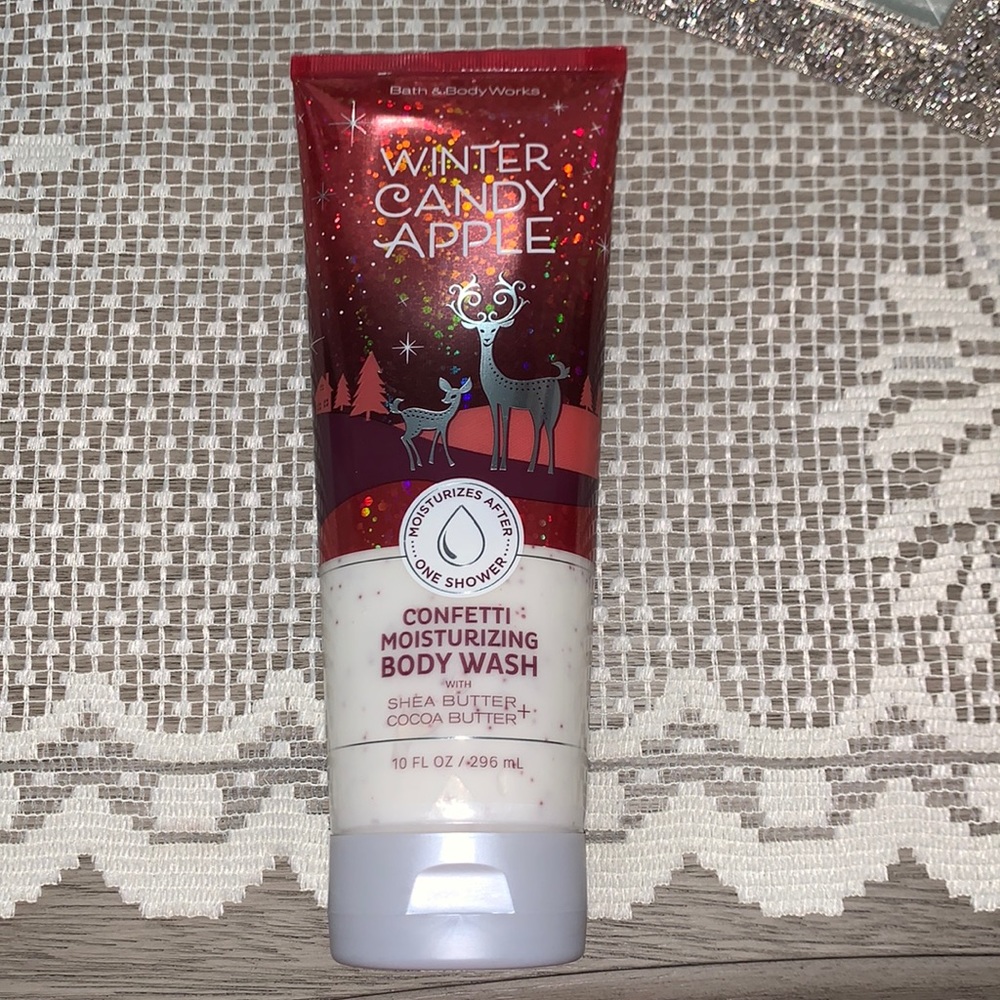 Bath & Body Works
WINTER
CANDY
APPLE
MOISTURIZES AFTER
ONE SHOWER
CONFETTI
MOISTURIZING
BODY WASH
WITH
SHEA BUTTER +
COCOA BUTTER
10 FL OZ / 296 mL